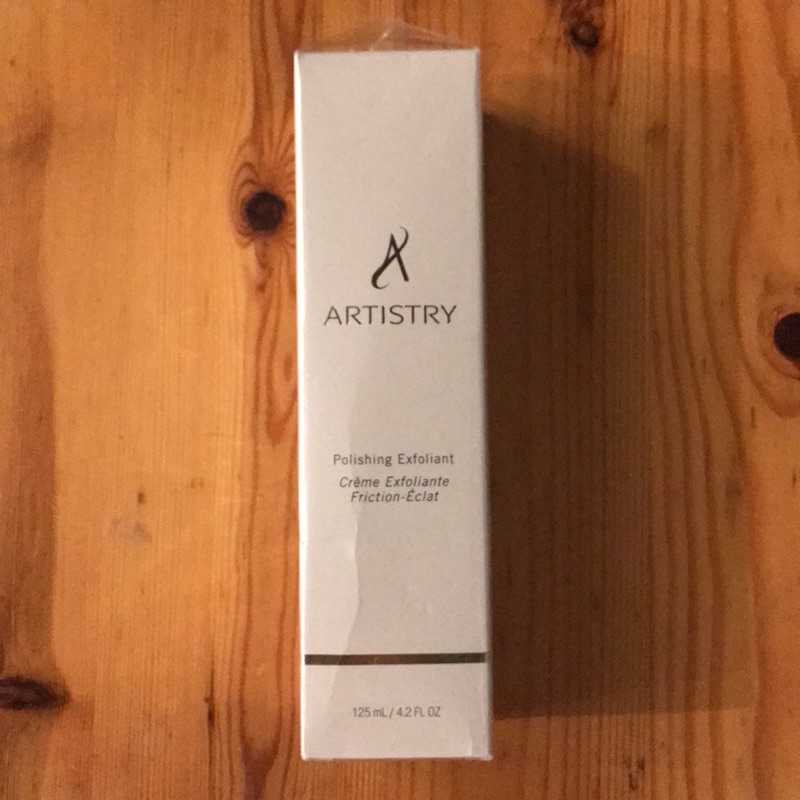 ARTISTRY
Polishing Exfoliant
Crème Exfoliante
Friction-Éclat
125 mL / 4.2 FL OZ